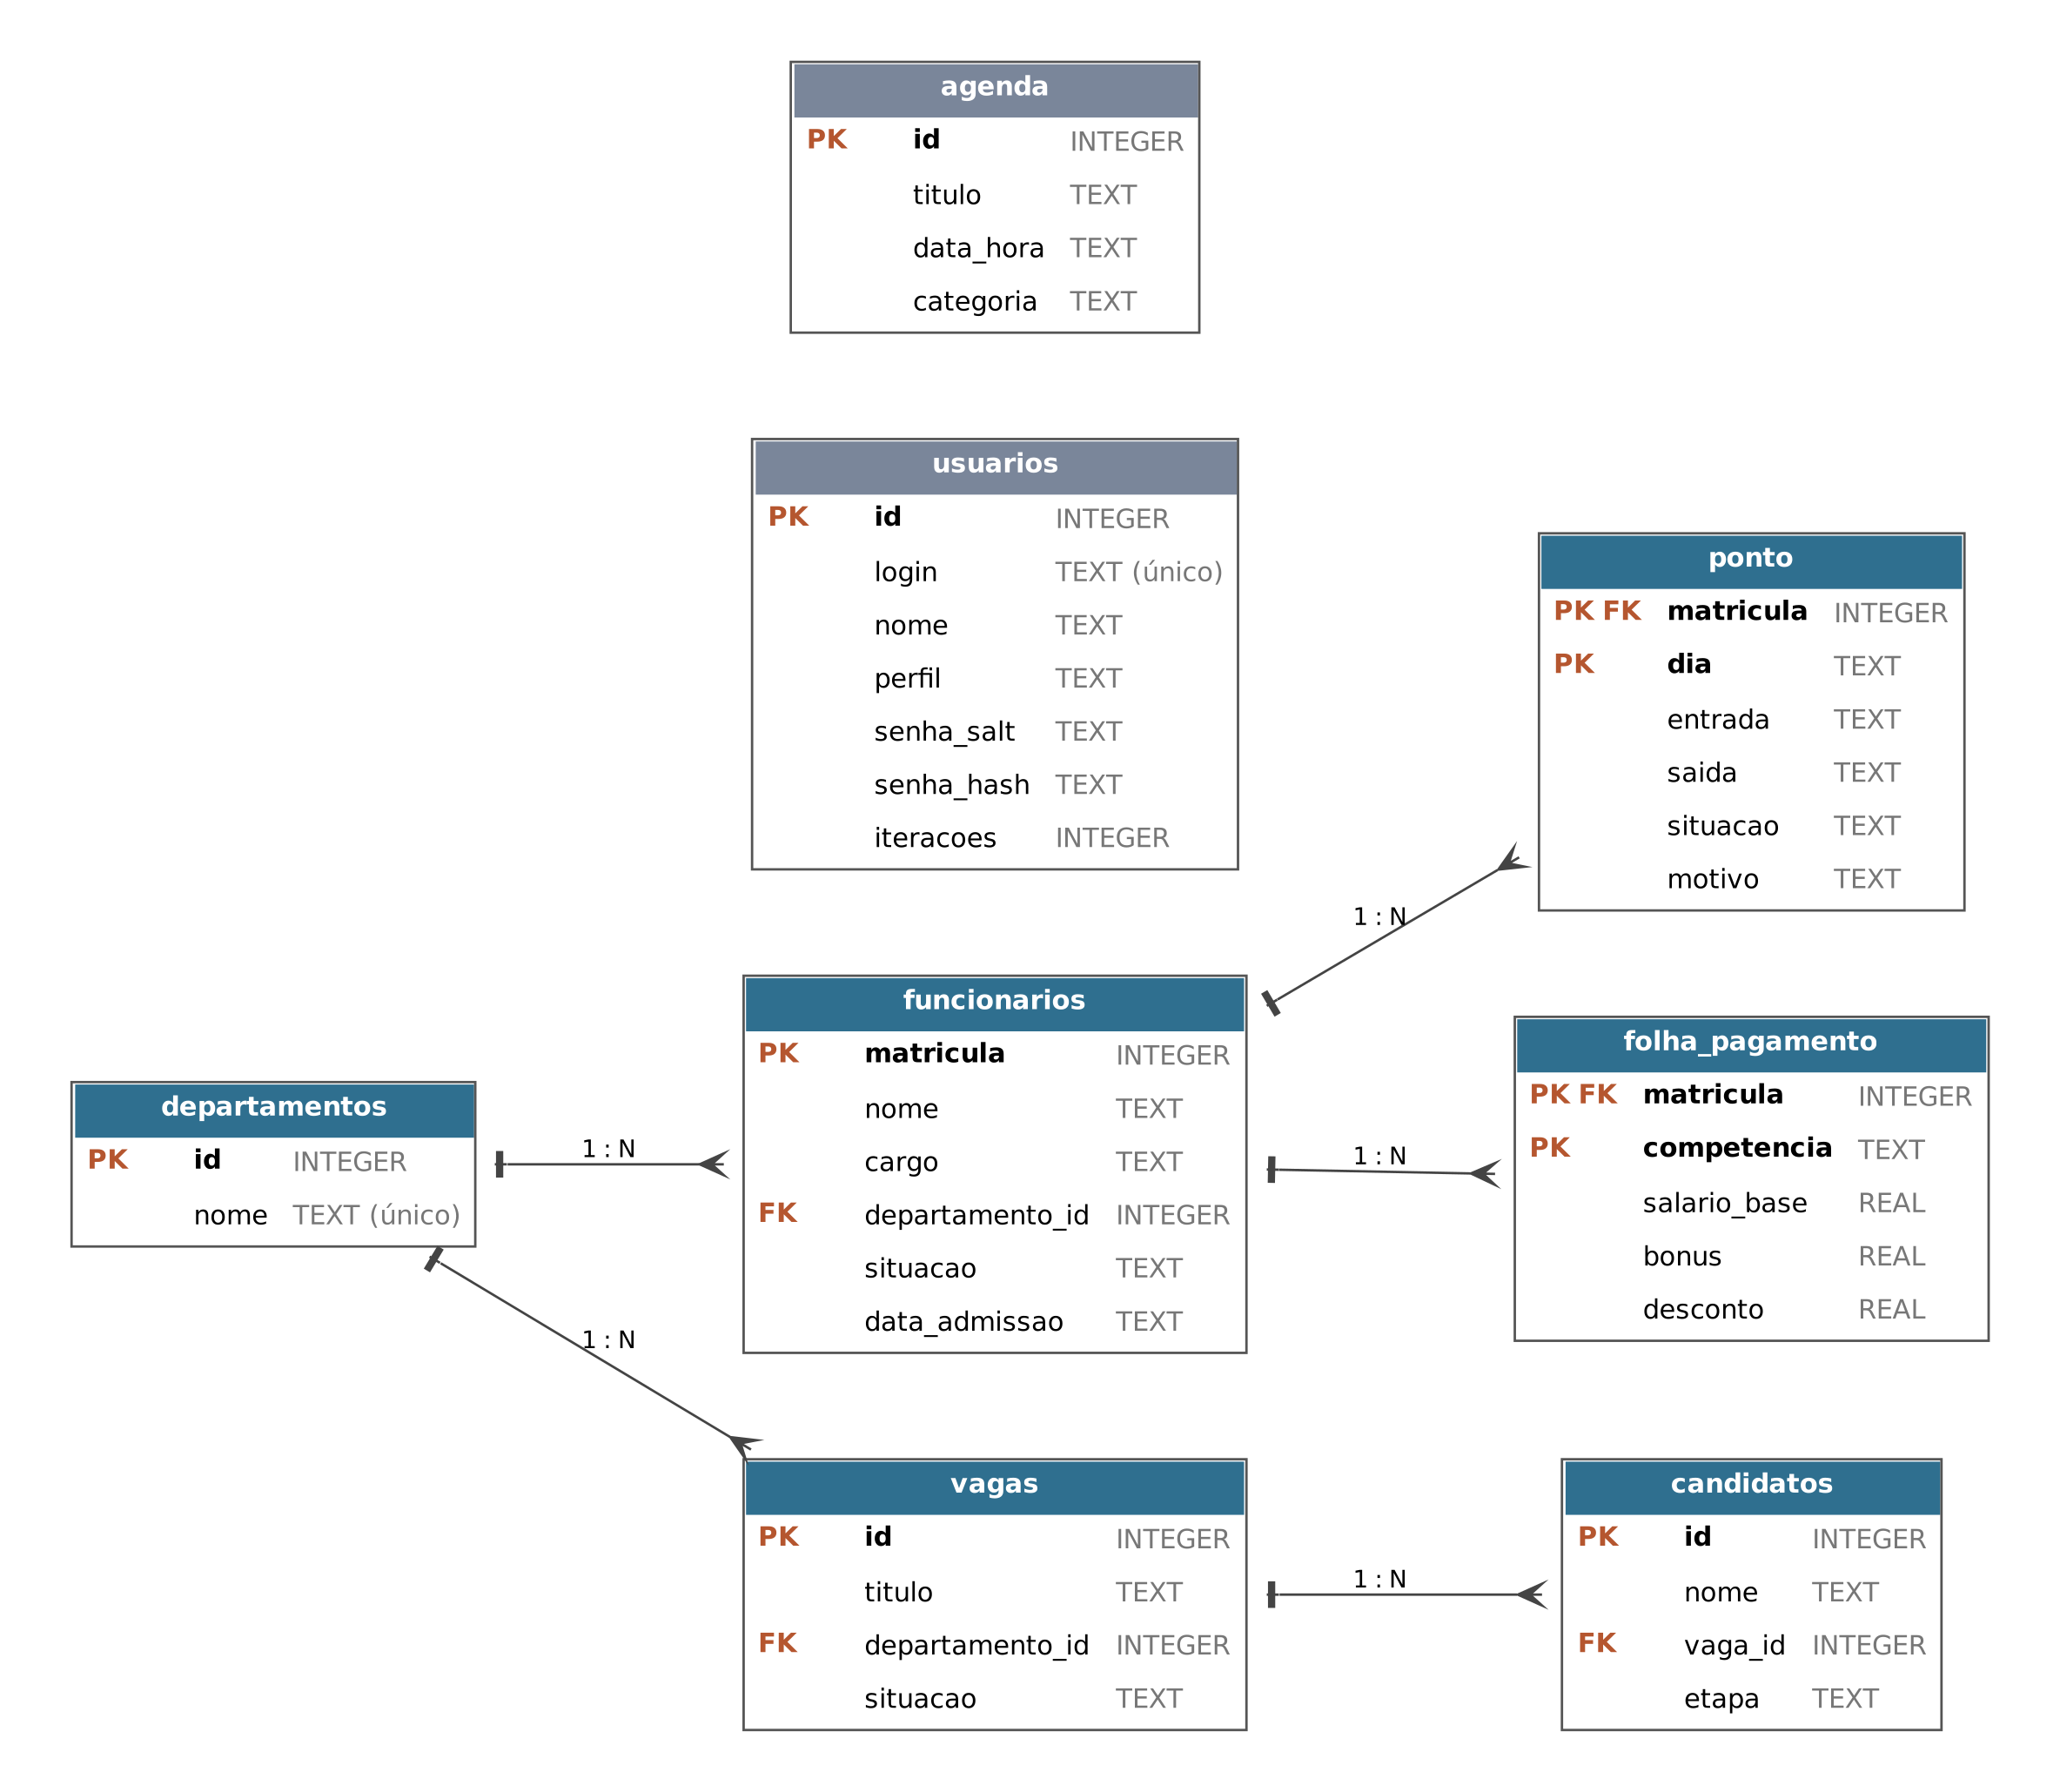 agenda
PK id INTEGER
titulo TEXT
data_hora TEXT
categoria TEXT
usuarios
PK id INTEGER
login TEXT (único)
nome TEXT
perfil TEXT
senha_salt TEXT
senha_hash TEXT
iteracoes INTEGER
ponto
PK FK matricula INTEGER
PK dia TEXT
entrada TEXT
saida TEXT
situacao TEXT
motivo TEXT
1 : N
funcionarios
PK matricula INTEGER
nome TEXT
cargo TEXT
FK departamento_id INTEGER
situacao TEXT
data_admissao TEXT
folha_pagamento
PK FK matricula INTEGER
PK competencia TEXT
salario_base REAL
bonus REAL
desconto REAL
1 : N
departamentos
PK id INTEGER
nome TEXT (único)
1 : N
1 : N
vagas
PK id INTEGER
titulo TEXT
FK departamento_id INTEGER
situacao TEXT
1 : N
candidatos
PK id INTEGER
nome TEXT
FK vaga_id INTEGER
etapa TEXT